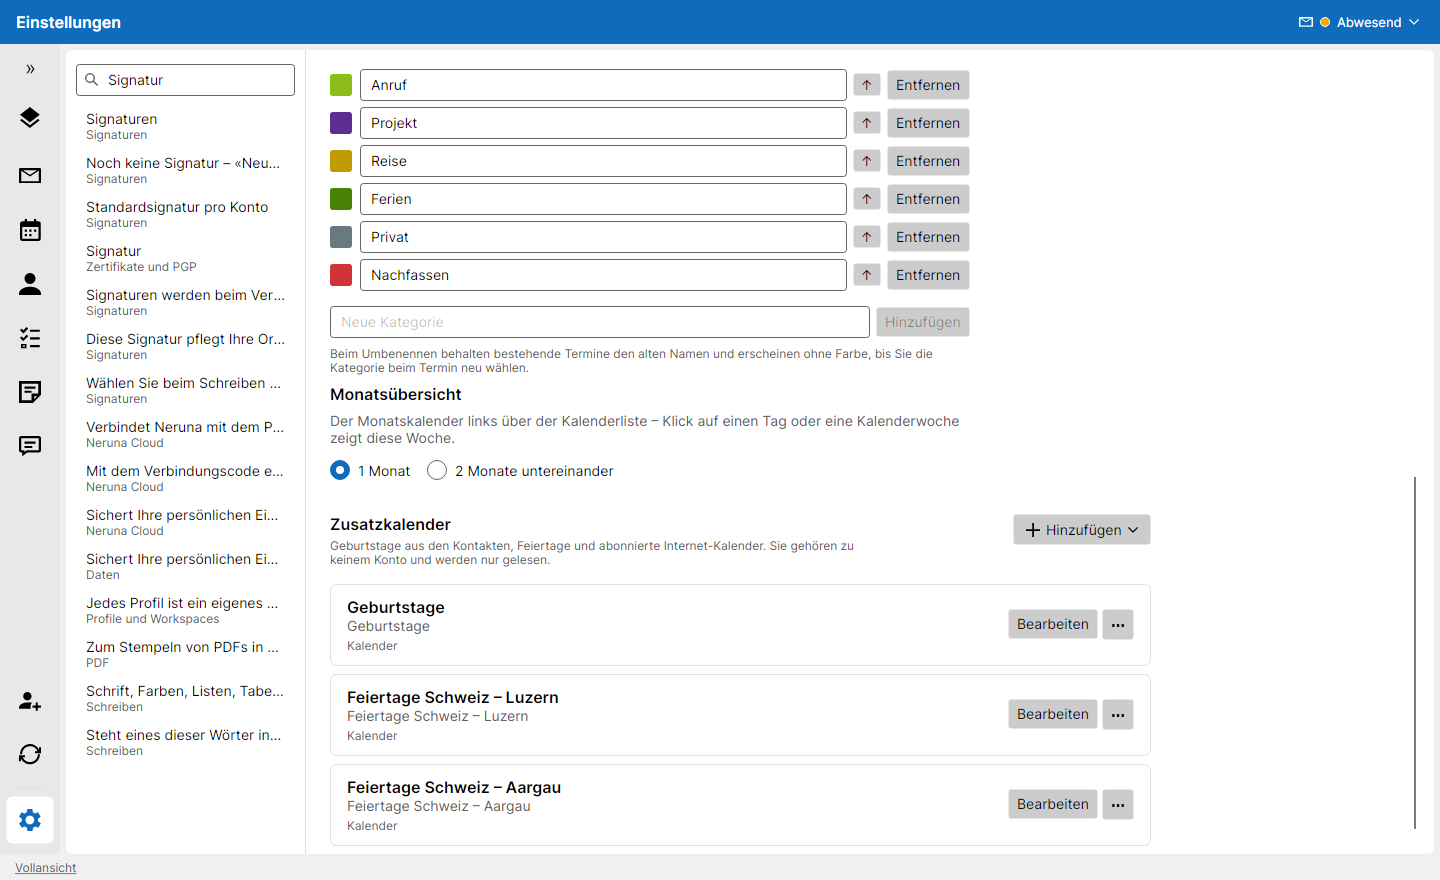 Einstellungen
Abwesend
»
Signatur
Signaturen
Signaturen
Noch keine Signatur – «Neu...
Signaturen
Standardsignatur pro Konto
Signaturen
Signatur
Zertifikate und PGP
Signaturen werden beim Ver...
Signaturen
Diese Signatur pflegt Ihre Or...
Signaturen
Wählen Sie beim Schreiben ...
Signaturen
Verbindet Neruna mit dem P...
Neruna Cloud
Mit dem Verbindungscode e...
Neruna Cloud
Sichert Ihre persönlichen Ei...
Neruna Cloud
Sichert Ihre persönlichen Ei...
Daten
Jedes Profil ist ein eigenes ...
Profile und Workspaces
Zum Stempeln von PDFs in ...
PDF
Schrift, Farben, Listen, Tabe...
Schreiben
Steht eines dieser Wörter in...
Schreiben
Anruf ↑ Entfernen
Projekt ↑ Entfernen
Reise ↑ Entfernen
Ferien ↑ Entfernen
Privat ↑ Entfernen
Nachfassen ↑ Entfernen
Neue Kategorie Hinzufügen
Beim Umbenennen behalten bestehende Termine den alten Namen und erscheinen ohne Farbe, bis Sie die
Kategorie beim Termin neu wählen.
Monatsübersicht
Der Monatskalender links über der Kalenderliste – Klick auf einen Tag oder eine Kalenderwoche
zeigt diese Woche.
1 Monat 2 Monate untereinander
Zusatzkalender
Hinzufügen
Geburtstage aus den Kontakten, Feiertage und abonnierte Internet-Kalender. Sie gehören zu
keinem Konto und werden nur gelesen.
Geburtstage
Geburtstage
Kalender
Bearbeiten ...
Feiertage Schweiz – Luzern
Feiertage Schweiz – Luzern
Kalender
Bearbeiten ...
Feiertage Schweiz – Aargau
Feiertage Schweiz – Aargau
Kalender
Bearbeiten ...
Vollansicht